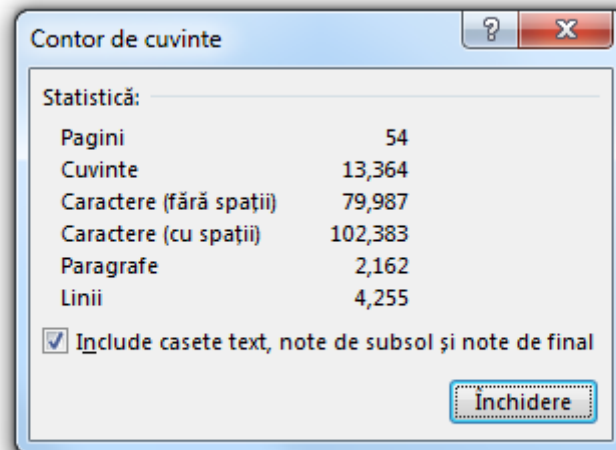 Contor de cuvinte
Statistică:
Pagini 54
Cuvinte 13,364
Caractere (fără spații) 79,987
Caractere (cu spații) 102,383
Paragrafe 2,162
Linii 4,255
Include casete text, note de subsol și note de final
Închidere